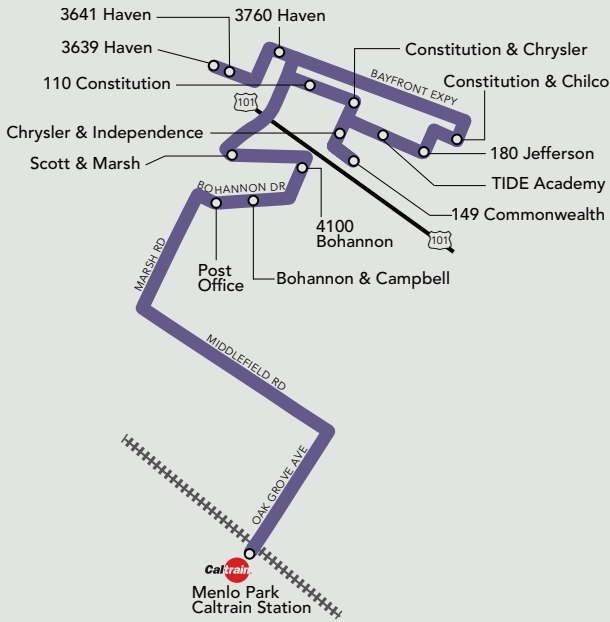 3641 Haven
3760 Haven
3639 Haven
Constitution & Chrysler
110 Constitution
BAYFRONT EXPY
Constitution & Chilco
101
Chrysler & Independence
180 Jefferson
Scott & Marsh
TIDE Academy
BOHANNON DR
149 Commonwealth
4100
Bohannon
101
MARSH RD
Post
Office
Bohannon & Campbell
MIDDLEFIELD RD
OAK GROVE AVE
Caltrain
Menlo Park
Caltrain Station